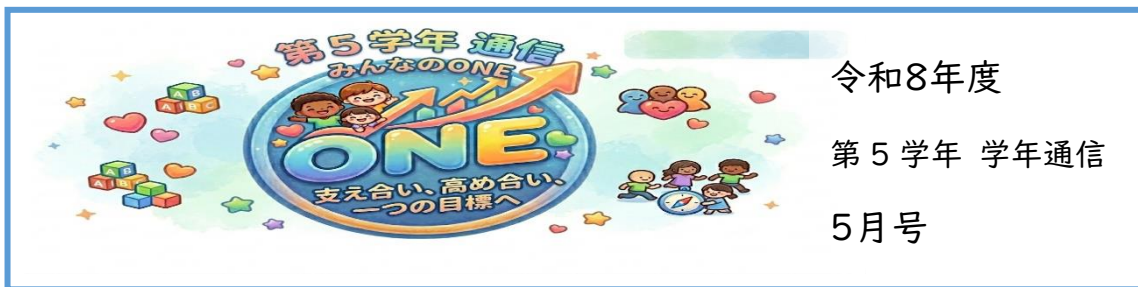 第5学年 通信
みんなのONE
ONE
支え合い、高め合い、
一つの目標へ
令和8年度
第5学年 学年通信
5月号